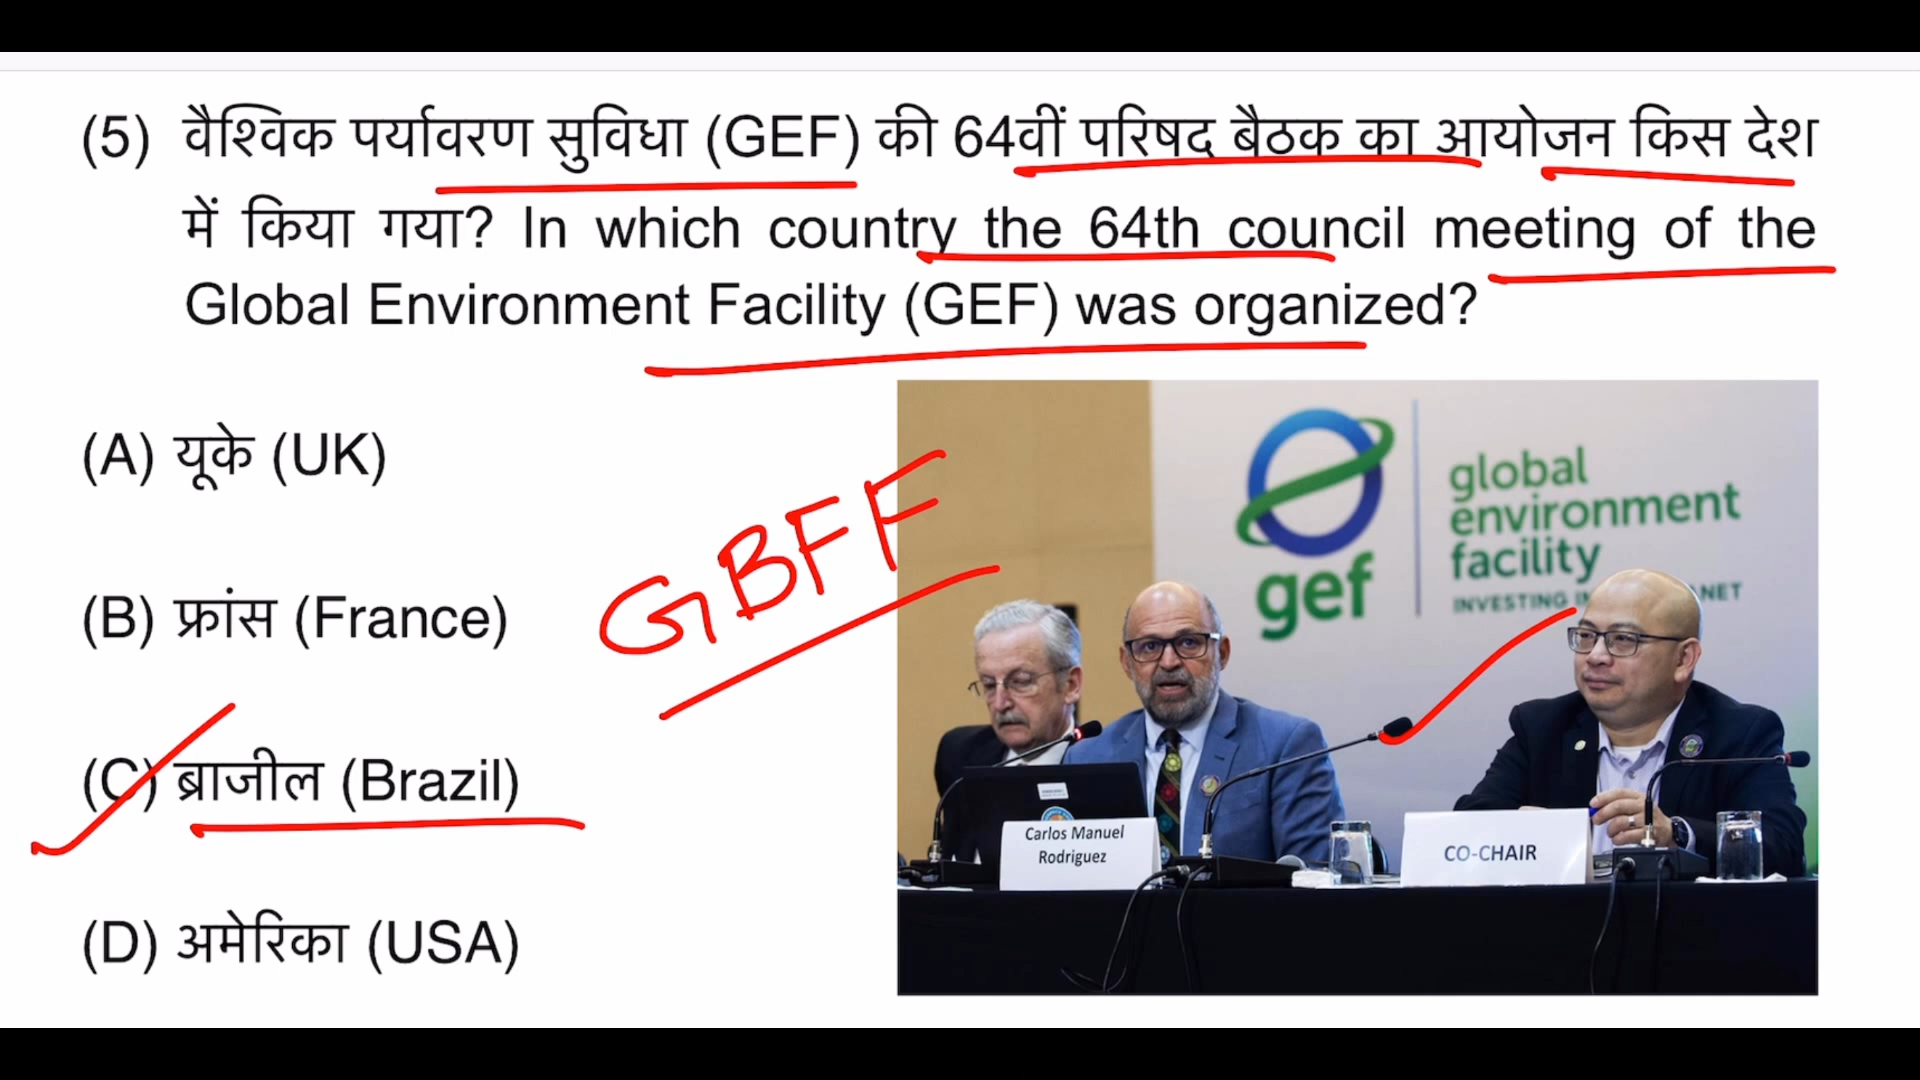 (5) वैश्विक पर्यावरण सुविधा (GEF) की 64वीं परिषद बैठक का आयोजन किस देश
में किया गया? In which country the 64th council meeting of the
Global Environment Facility (GEF) was organized?
(A) यूके (UK)
(B) फ्रांस (France)
(C) ब्राजील (Brazil)
(D) अमेरिका (USA)
GBFF
gef
global
environment
facility
INVESTING
Carlos Manuel
Rodriguez
CO-CHAIR